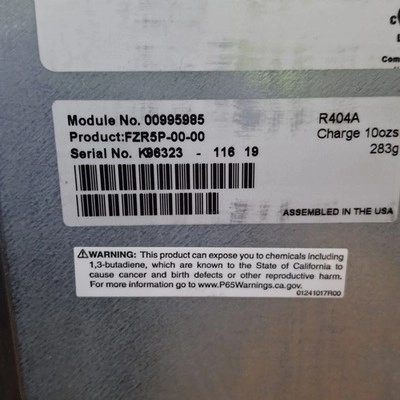 Com
Module No. 00995985
R404A
Product:FZR5P-00-00
Charge 10ozs
Serial No. K96323 - 116 19
283g
ASSEMBLED IN THE USA
WARNING: This product can expose you to chemicals including
1,3-butadiene, which are known to the State of California to
cause cancer and birth defects or other reproductive harm.
For more information go to www.P65Warnings.ca.gov.
01241017R00